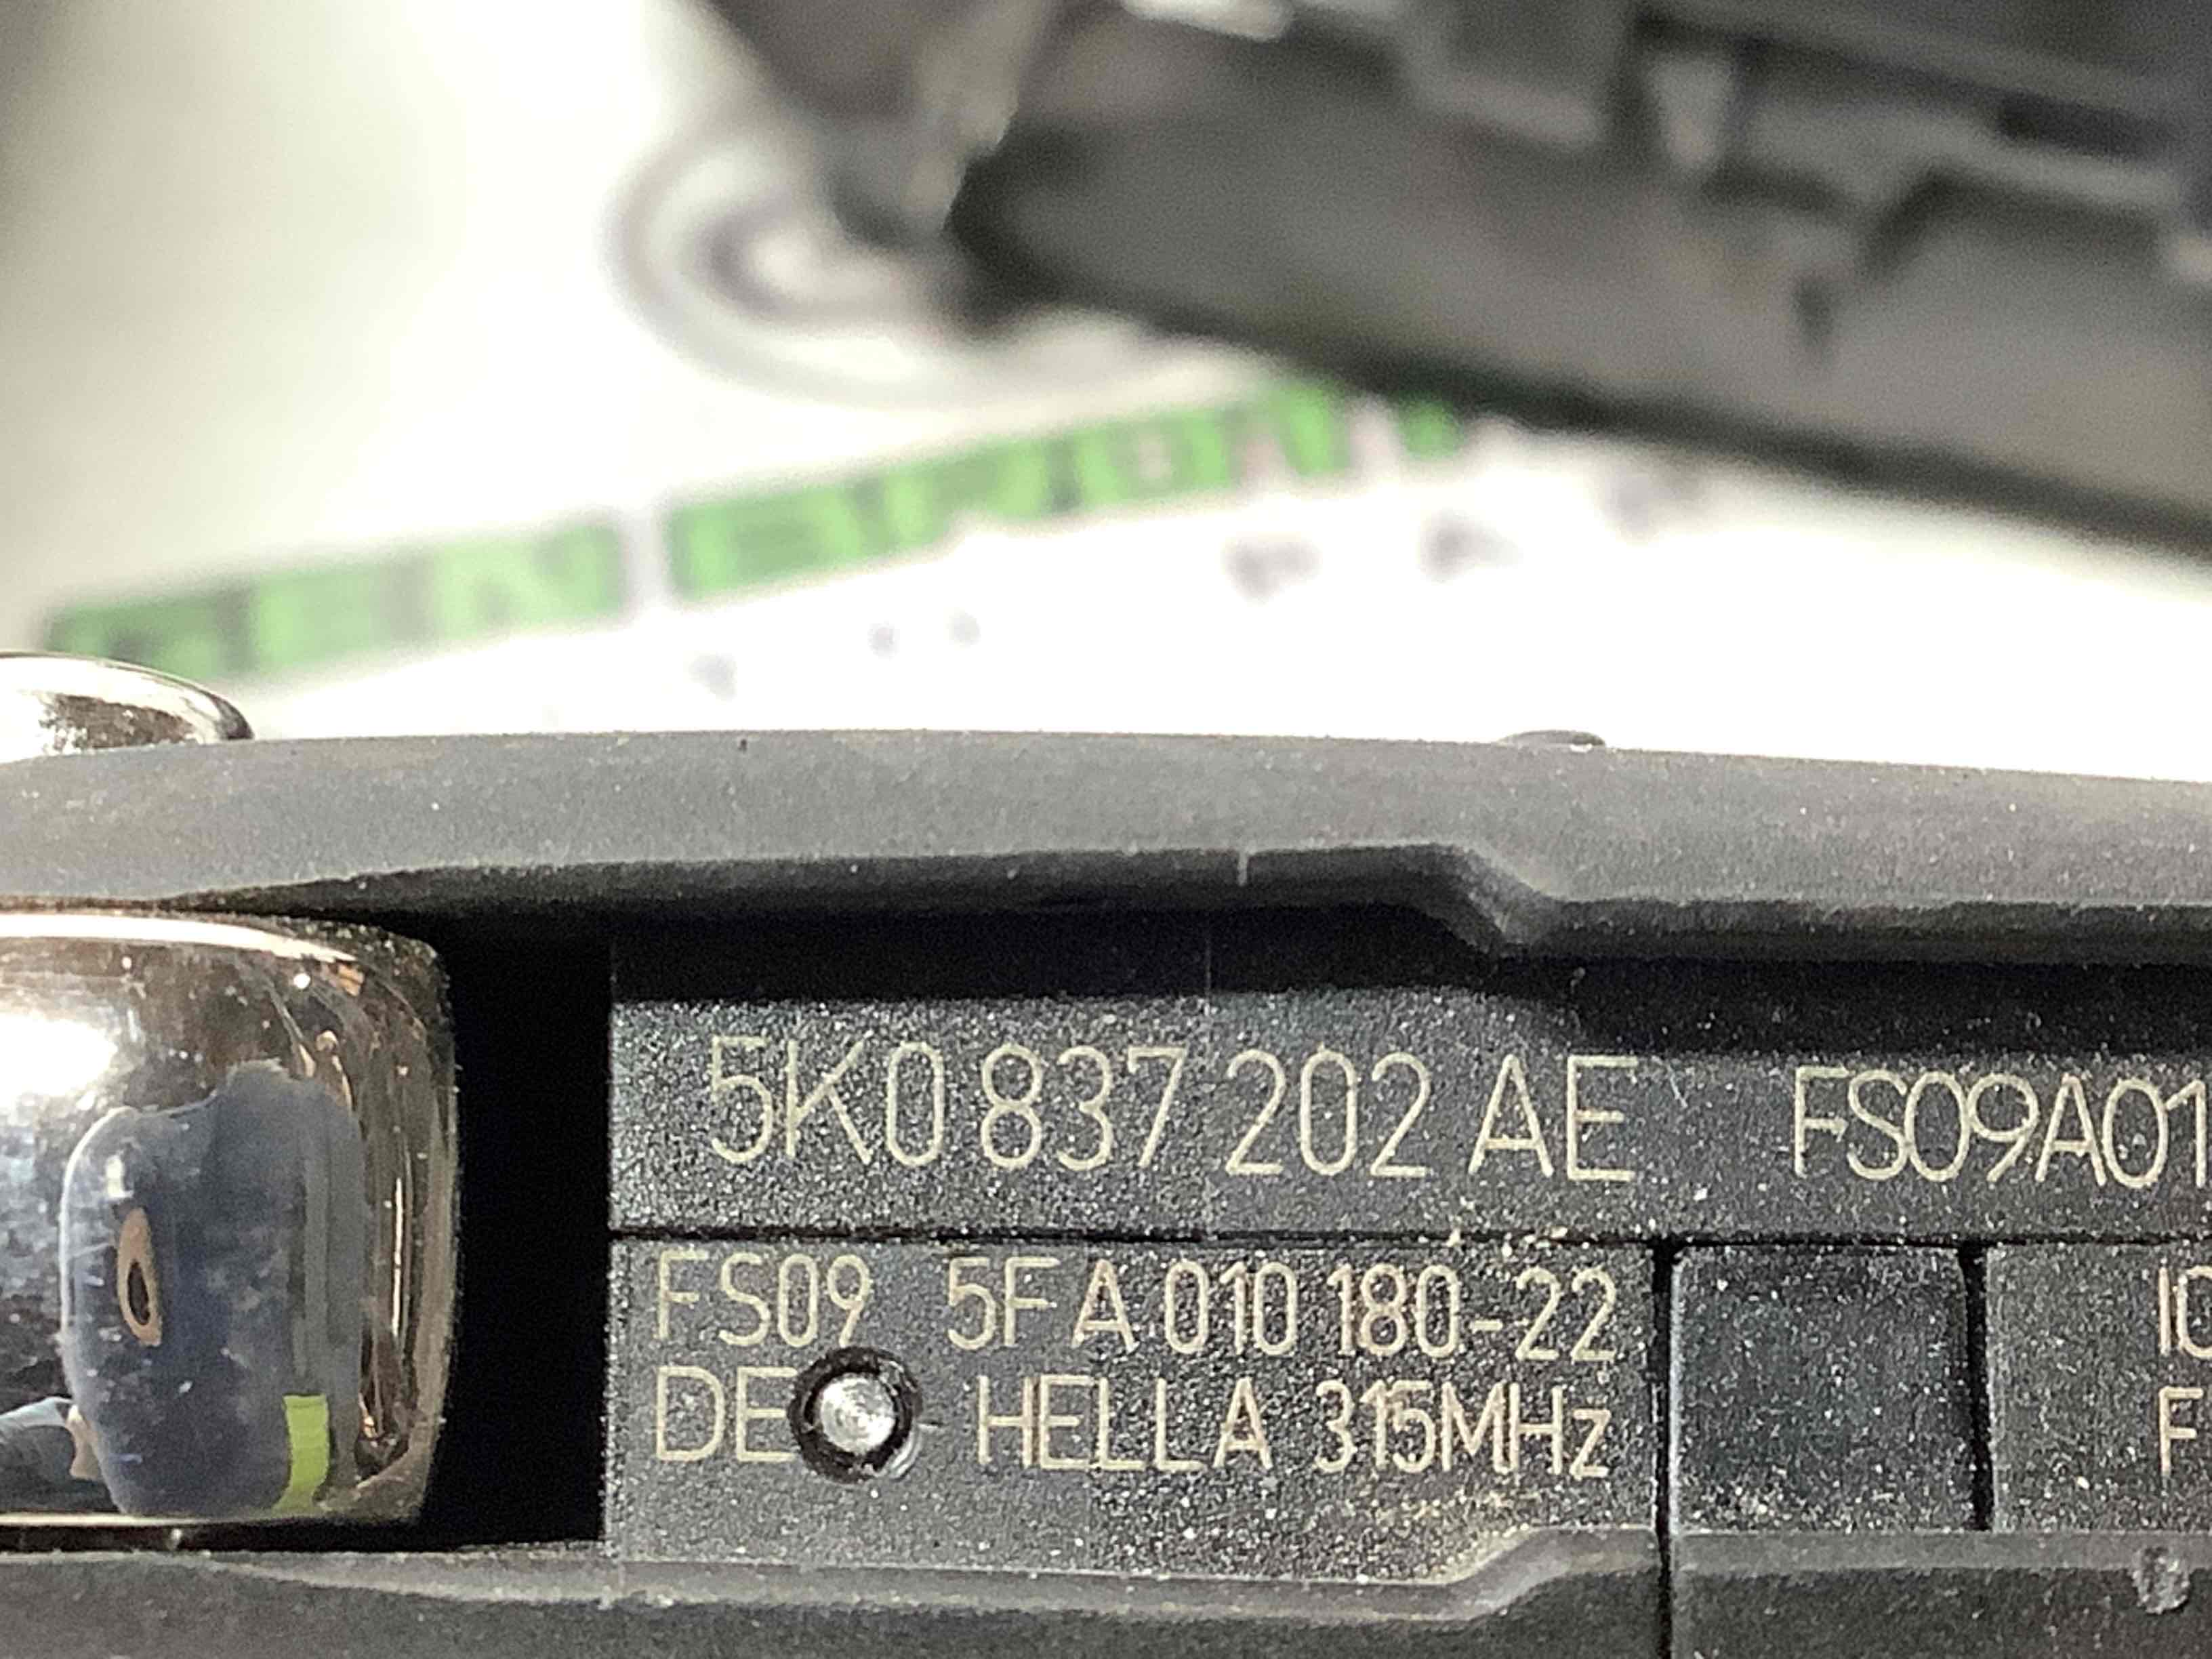 5K0 837 202 AE FS09A01
FS09 5FA 010 180-22
DE HELLA 315MHz